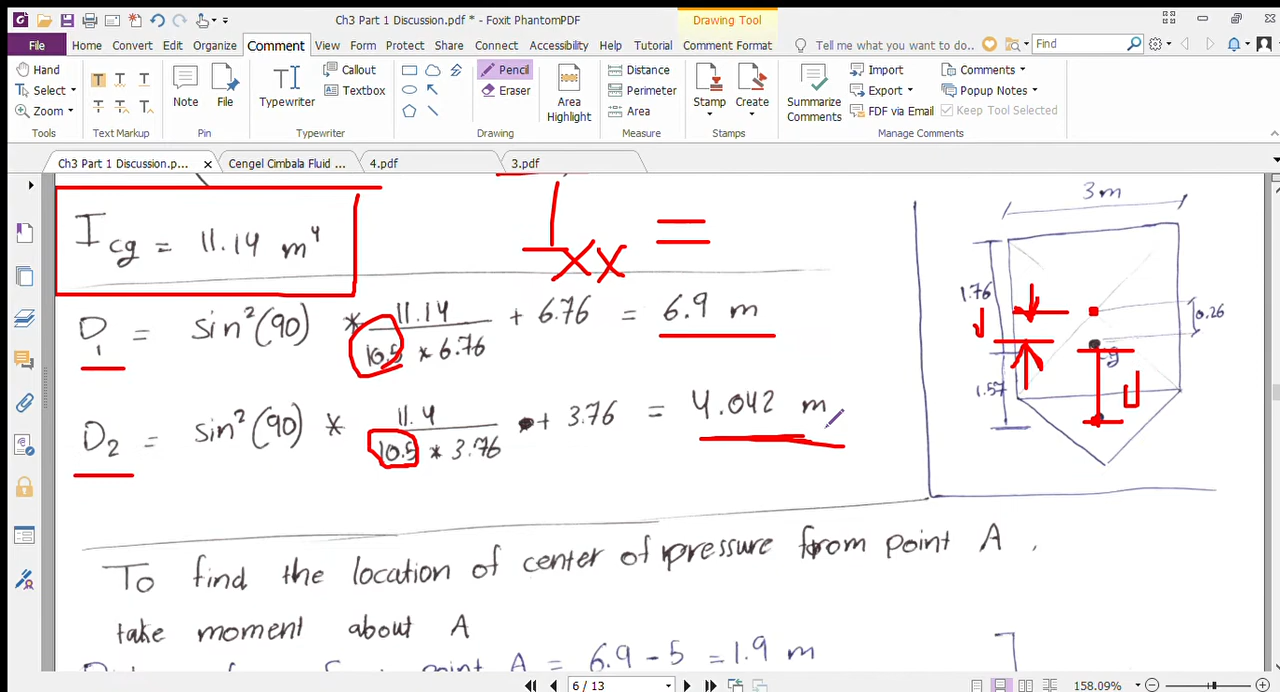 Ch3 Part 1 Discussion.pdf * - Foxit PhantomPDF
Drawing Tool
File Home Convert Edit Organize Comment View Form Protect Share Connect Accessibility Help Tutorial Comment Format Tell me what you want to do.. Find
Hand
Select
Zoom
Tools
Text Markup
Note
File
Pin
Typewriter
Callout
Textbox
Typewriter
Pencil
Eraser
Drawing
Area Highlight
Distance
Perimeter
Area
Measure
Stamp
Create
Stamps
Summarize Comments
Import
Export
FDF via Email
Comments
Popup Notes
Keep Tool Selected
Manage Comments
Ch3 Part 1 Discussion.p... × Cengel Cimbala Fluid ... 4.pdf 3.pdf
I cg = 11.14 m⁴
I xx =
D₁ = sin²(90) * 11.14 / 10.5 * 6.76 + 6.76 = 6.9 m
D₂ = sin²(90) * 11.4 / 10.5 * 3.76 + 3.76 = 4.042 m
3m
1.76
d
0.26
cg
1.57
d
To find the location of center of pressure from point A .
take moment about A
point A = 6.9 - 5 = 1.9 m
6 / 13
158.09%